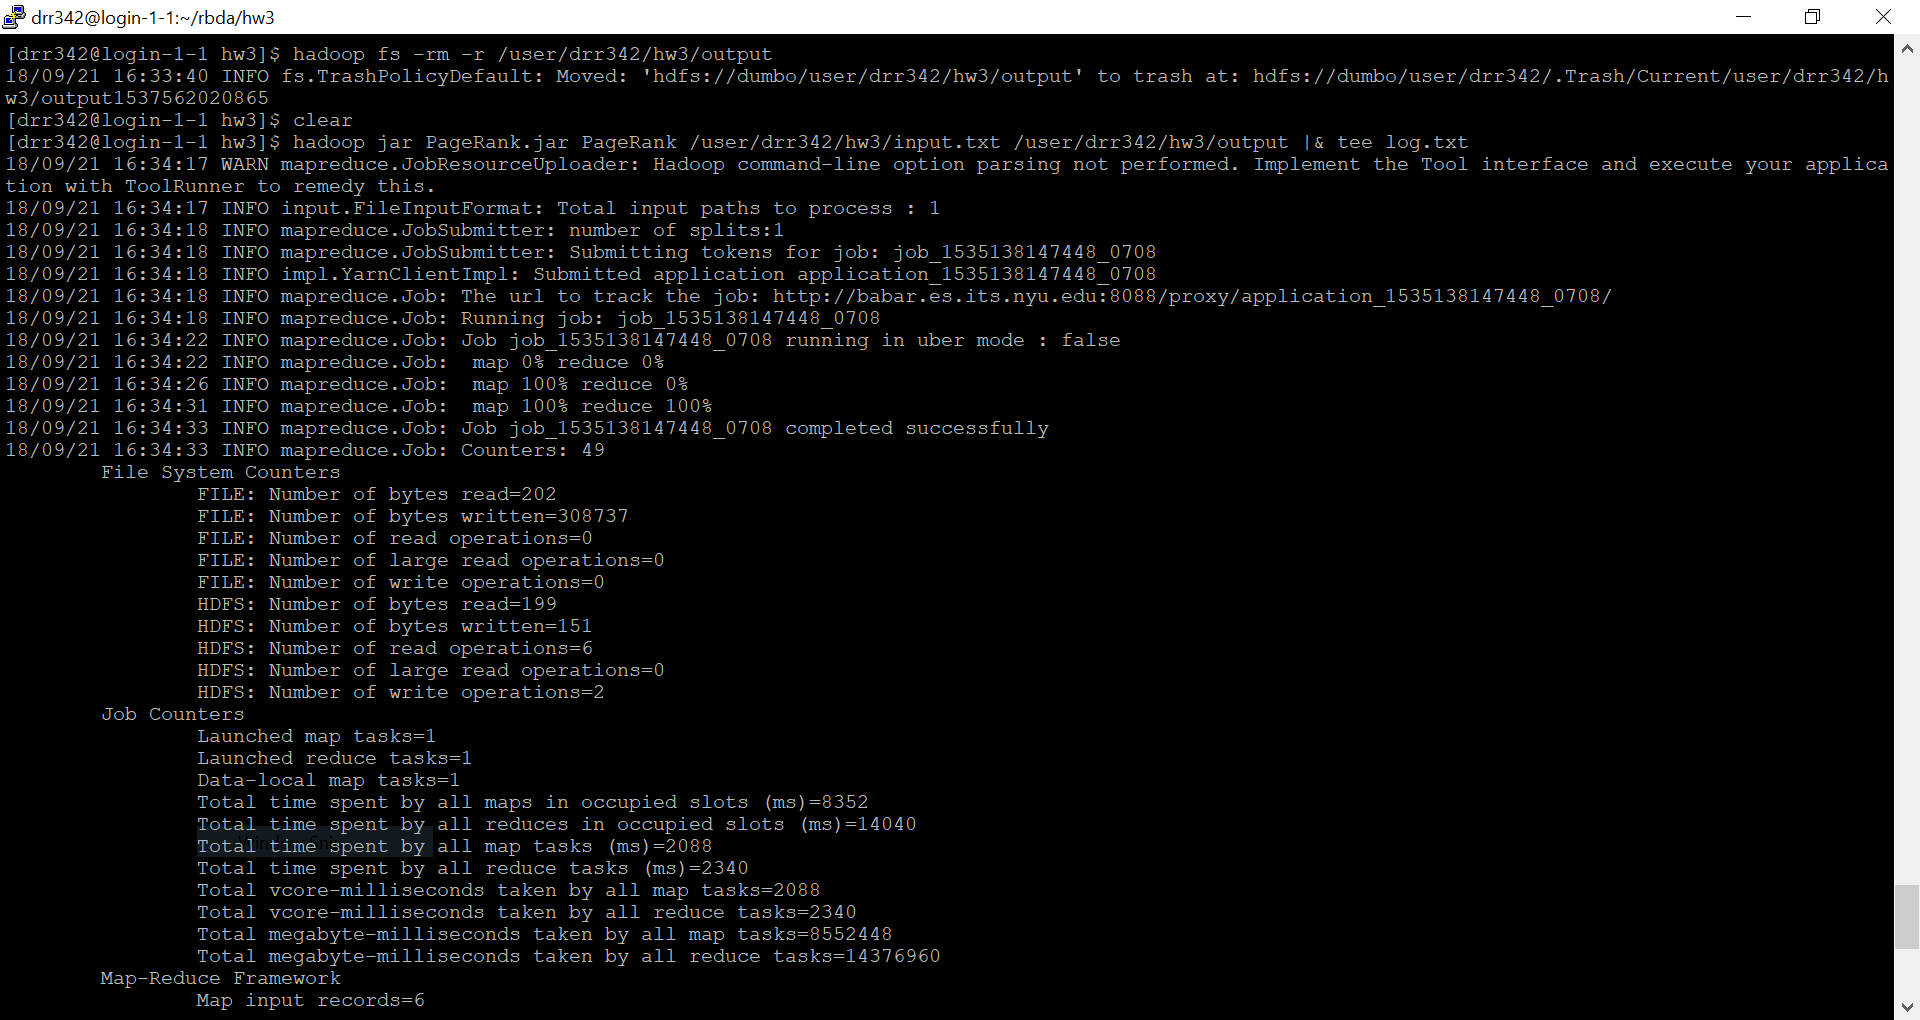 drr342@login-1-1:~/rbda/hw3
[drr342@login-1-1 hw3]$ hadoop fs -rm -r /user/drr342/hw3/output
18/09/21 16:33:40 INFO fs.TrashPolicyDefault: Moved: 'hdfs://dumbo/user/drr342/hw3/output' to trash at: hdfs://dumbo/user/drr342/.Trash/Current/user/drr342/h
w3/output1537562020865
[drr342@login-1-1 hw3]$ clear
[drr342@login-1-1 hw3]$ hadoop jar PageRank.jar PageRank /user/drr342/hw3/input.txt /user/drr342/hw3/output |& tee log.txt
18/09/21 16:34:17 WARN mapreduce.JobResourceUploader: Hadoop command-line option parsing not performed. Implement the Tool interface and execute your applica
tion with ToolRunner to remedy this.
18/09/21 16:34:17 INFO input.FileInputFormat: Total input paths to process : 1
18/09/21 16:34:18 INFO mapreduce.JobSubmitter: number of splits:1
18/09/21 16:34:18 INFO mapreduce.JobSubmitter: Submitting tokens for job: job_1535138147448_0708
18/09/21 16:34:18 INFO impl.YarnClientImpl: Submitted application application_1535138147448_0708
18/09/21 16:34:18 INFO mapreduce.Job: The url to track the job: http://babar.es.its.nyu.edu:8088/proxy/application_1535138147448_0708/
18/09/21 16:34:18 INFO mapreduce.Job: Running job: job_1535138147448_0708
18/09/21 16:34:22 INFO mapreduce.Job: Job job_1535138147448_0708 running in uber mode : false
18/09/21 16:34:22 INFO mapreduce.Job:  map 0% reduce 0%
18/09/21 16:34:26 INFO mapreduce.Job:  map 100% reduce 0%
18/09/21 16:34:31 INFO mapreduce.Job:  map 100% reduce 100%
18/09/21 16:34:33 INFO mapreduce.Job: Job job_1535138147448_0708 completed successfully
18/09/21 16:34:33 INFO mapreduce.Job: Counters: 49
File System Counters
FILE: Number of bytes read=202
FILE: Number of bytes written=308737
FILE: Number of read operations=0
FILE: Number of large read operations=0
FILE: Number of write operations=0
HDFS: Number of bytes read=199
HDFS: Number of bytes written=151
HDFS: Number of read operations=6
HDFS: Number of large read operations=0
HDFS: Number of write operations=2
Job Counters
Launched map tasks=1
Launched reduce tasks=1
Data-local map tasks=1
Total time spent by all maps in occupied slots (ms)=8352
Total time spent by all reduces in occupied slots (ms)=14040
Total time spent by all map tasks (ms)=2088
Total time spent by all reduce tasks (ms)=2340
Total vcore-milliseconds taken by all map tasks=2088
Total vcore-milliseconds taken by all reduce tasks=2340
Total megabyte-milliseconds taken by all map tasks=8552448
Total megabyte-milliseconds taken by all reduce tasks=14376960
Map-Reduce Framework
Map input records=6